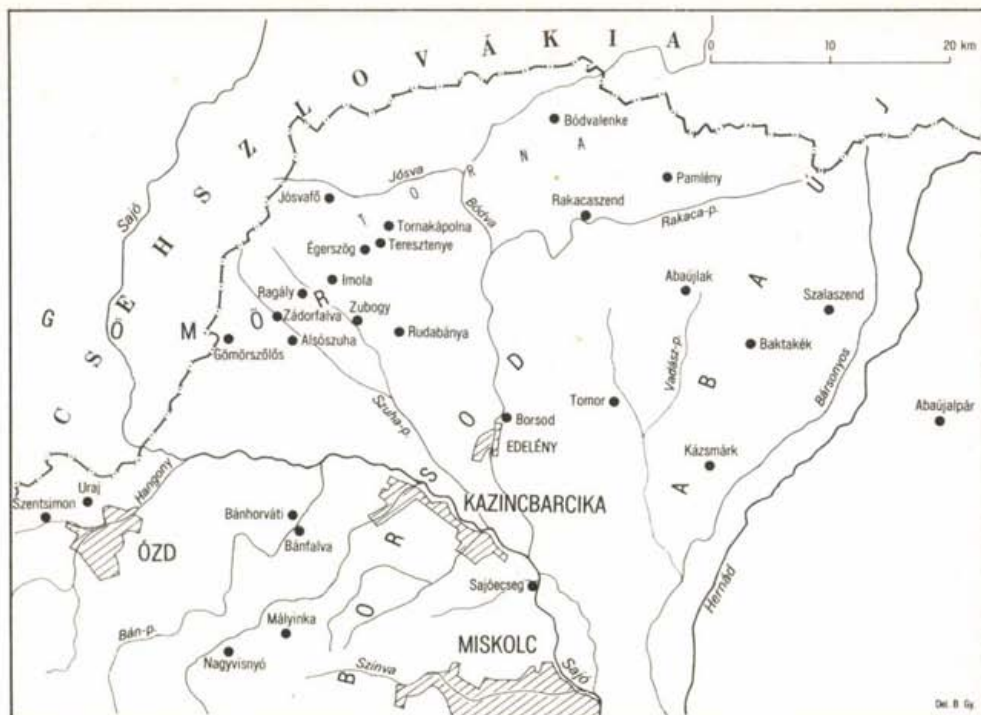 CSEHSZLOVÁKIA
0 10 20 km
GÖMÖR
TORNA
ABAÚJ
BORSOD
Sajó
Bódvalenke
Jósva
Jósvafő
Bódva
Pamlény
Rakacaszend
Rakaca-p.
Tornakápolna
Teresztenye
Égerszög
Imola
Ragály
Zubogy
Zádorfalva
Alsószuha
Gömörszőlős
Rudabánya
Abaújlak
Szalaszend
Vadász-p.
Baktakék
Bársonyos
Szuha-p.
Tomor
Borsod
EDELÉNY
Abaújalpár
Kázsmárk
Hangony
Uraj
Szentsimon
ÓZD
Bánhorváti
Bánfalva
KAZINCBARCIKA
Sajóecseg
Hernád
Bán-p.
Mályinka
Nagyvisnyó
MISKOLC
Szinva
Sajó
Del. B. Gy.